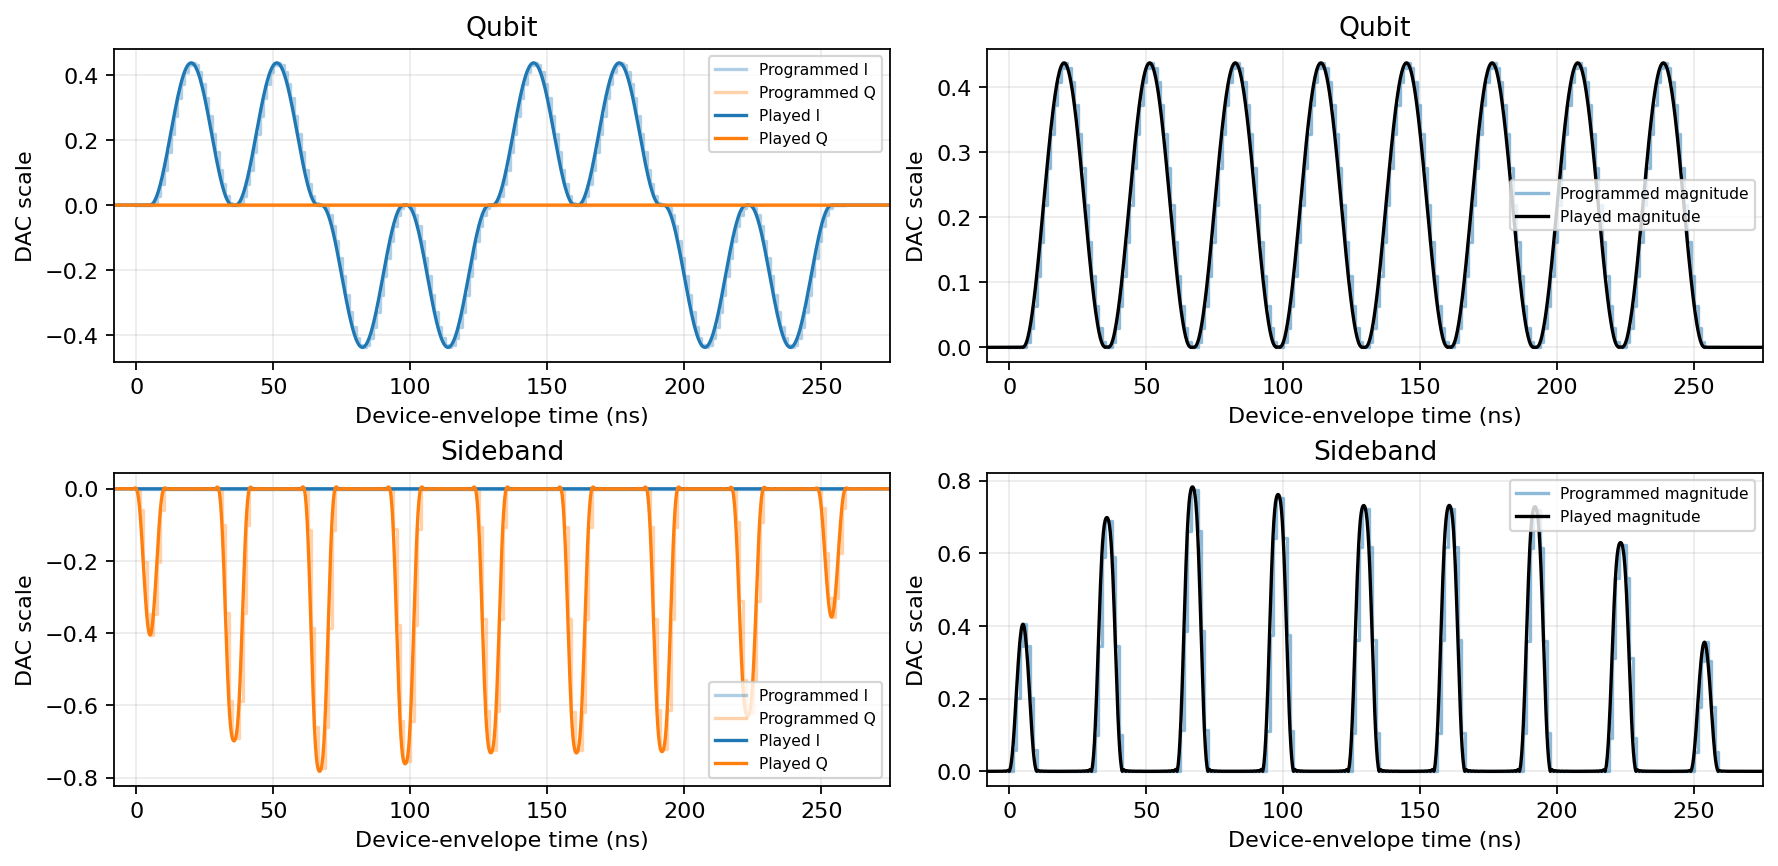 Qubit
0.4
0.2
0.0
−0.2
−0.4
DAC scale
Programmed I
Programmed Q
Played I
Played Q
0
50
100
150
200
250
Device-envelope time (ns)
Qubit
0.4
0.3
0.2
0.1
0.0
DAC scale
Programmed magnitude
Played magnitude
0
50
100
150
200
250
Device-envelope time (ns)
Sideband
0.0
−0.2
−0.4
−0.6
−0.8
DAC scale
Programmed I
Programmed Q
Played I
Played Q
0
50
100
150
200
250
Device-envelope time (ns)
Sideband
0.8
0.6
0.4
0.2
0.0
DAC scale
Programmed magnitude
Played magnitude
0
50
100
150
200
250
Device-envelope time (ns)